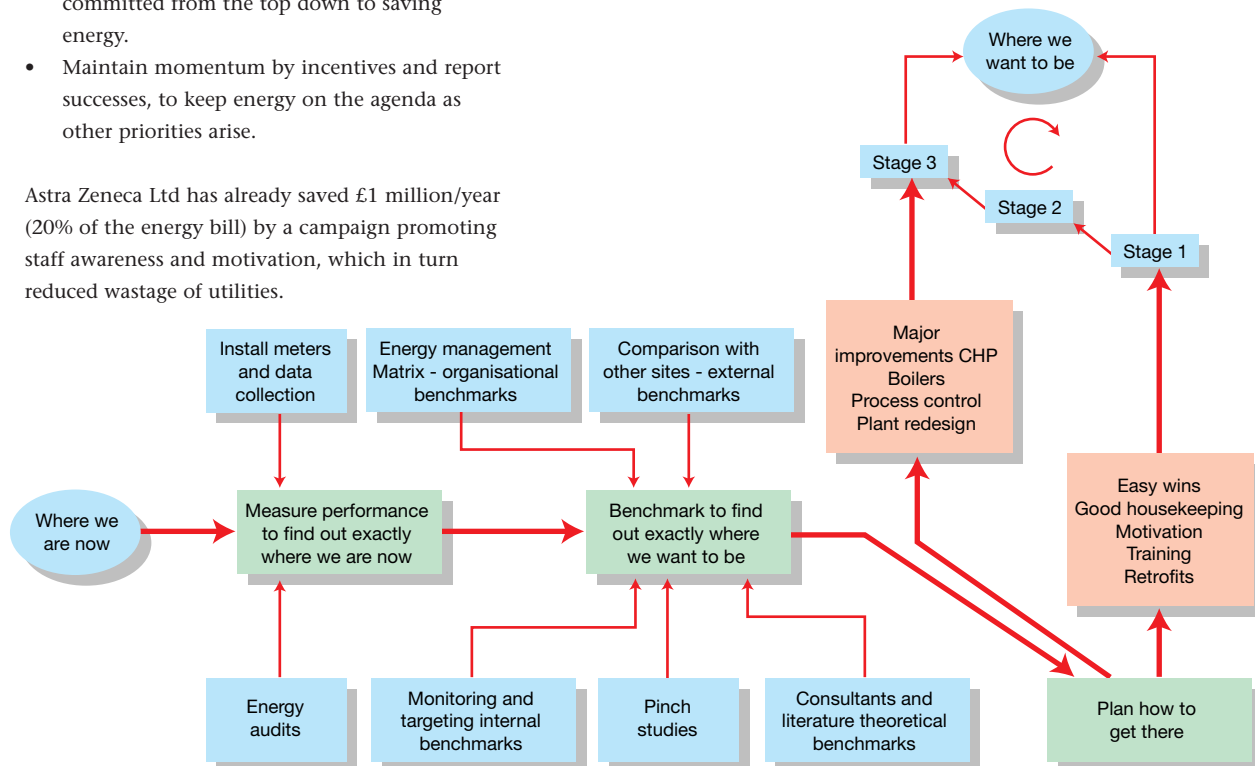 committed from the top down to saving
energy.
• Maintain momentum by incentives and report
successes, to keep energy on the agenda as
other priorities arise.
Astra Zeneca Ltd has already saved £1 million/year
(20% of the energy bill) by a campaign promoting
staff awareness and motivation, which in turn
reduced wastage of utilities.
Where we
want to be
Stage 3
Stage 2
Stage 1
Install meters
and data
collection
Energy management
Matrix - organisational
benchmarks
Comparison with
other sites - external
benchmarks
Major
improvements CHP
Boilers
Process control
Plant redesign
Easy wins
Good housekeeping
Motivation
Training
Retrofits
Where we
are now
Measure performance
to find out exactly
where we are now
Benchmark to find
out exactly where
we want to be
Energy
audits
Monitoring and
targeting internal
benchmarks
Pinch
studies
Consultants and
literature theoretical
benchmarks
Plan how to
get there